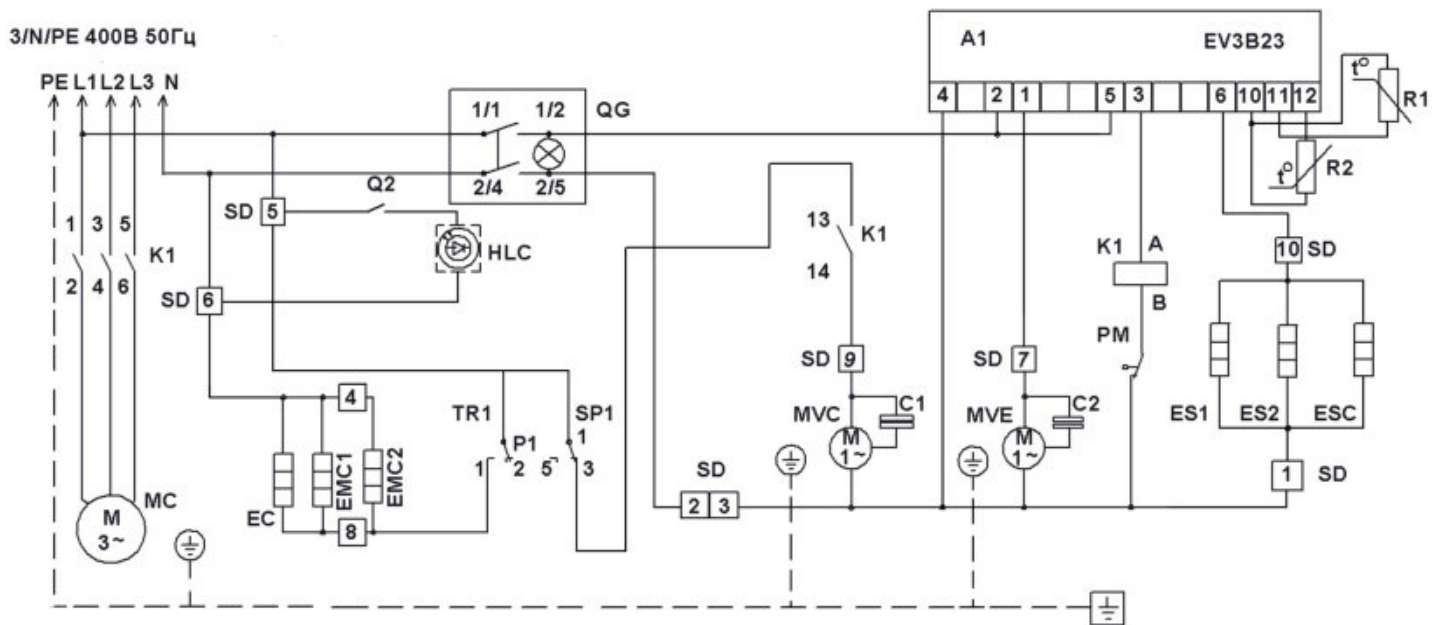 3/N/PE 400В 50Гц
PE L1 L2 L3 N
A1 EV3B23
4 2 1 5 3 6 10 11 12
t° R1
t° R2
1/1 1/2 QG
2/4 2/5
Q2
SD 5
HLC
SD 6
1 3 5
K1
2 4 6
13 K1
14
K1 A
B
PM
10 SD
SD 9
SD 7
C1
C2
MVC M 1~
MVE M 1~
ES1 ES2 ESC
1 SD
4
TR1 SP1
P1 1
1 2 5 3
EC EMC1 EMC2
8
SD
2 3
MC
M
3~